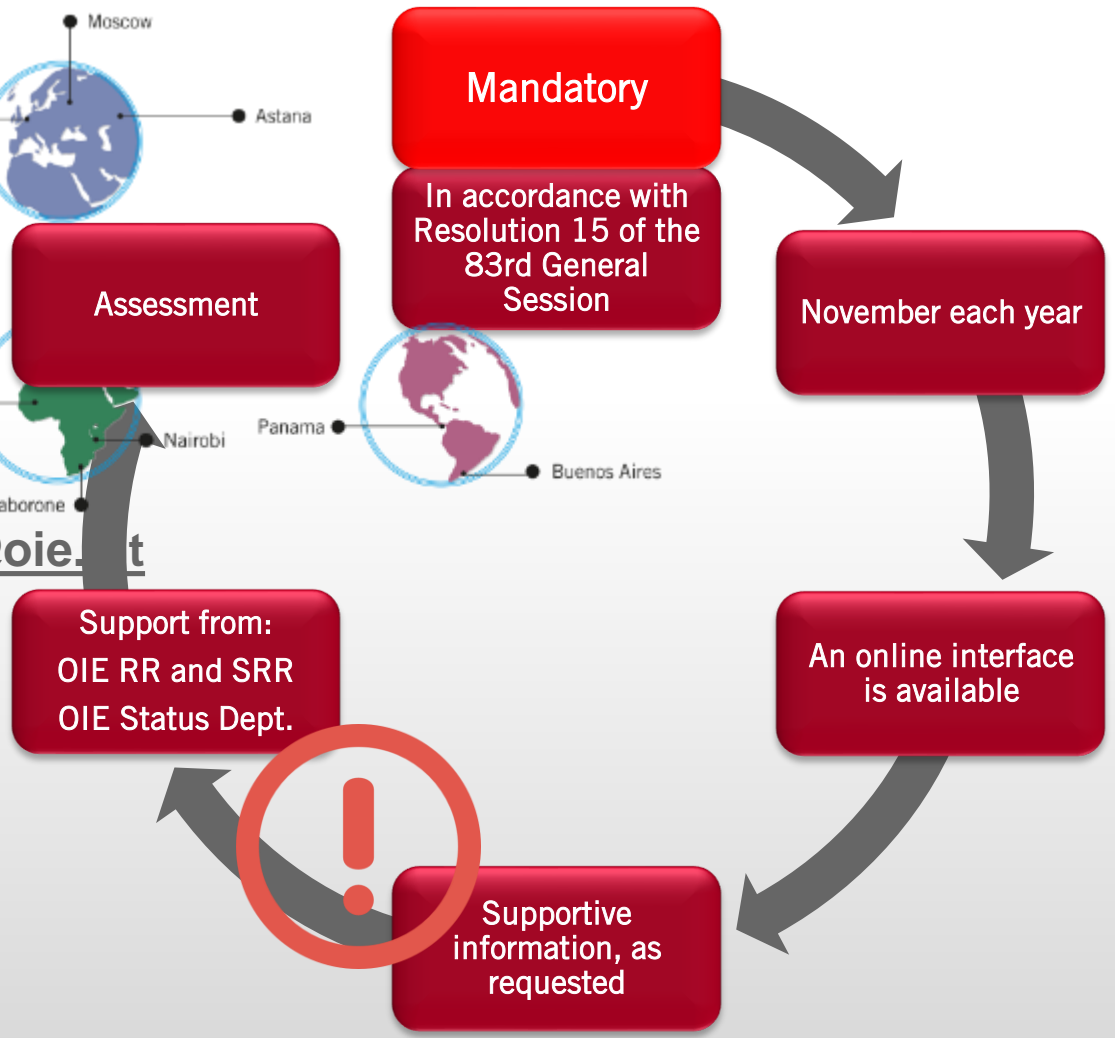 Moscow
Astana
Mandatory
In accordance with
Resolution 15 of the
83rd General
Session
November each year
Assessment
Nairobi
Panama
Buenos Aires
aborone
oie. t
Support from:
OIE RR and SRR
OIE Status Dept.
An online interface
is available
Supportive
information, as
requested